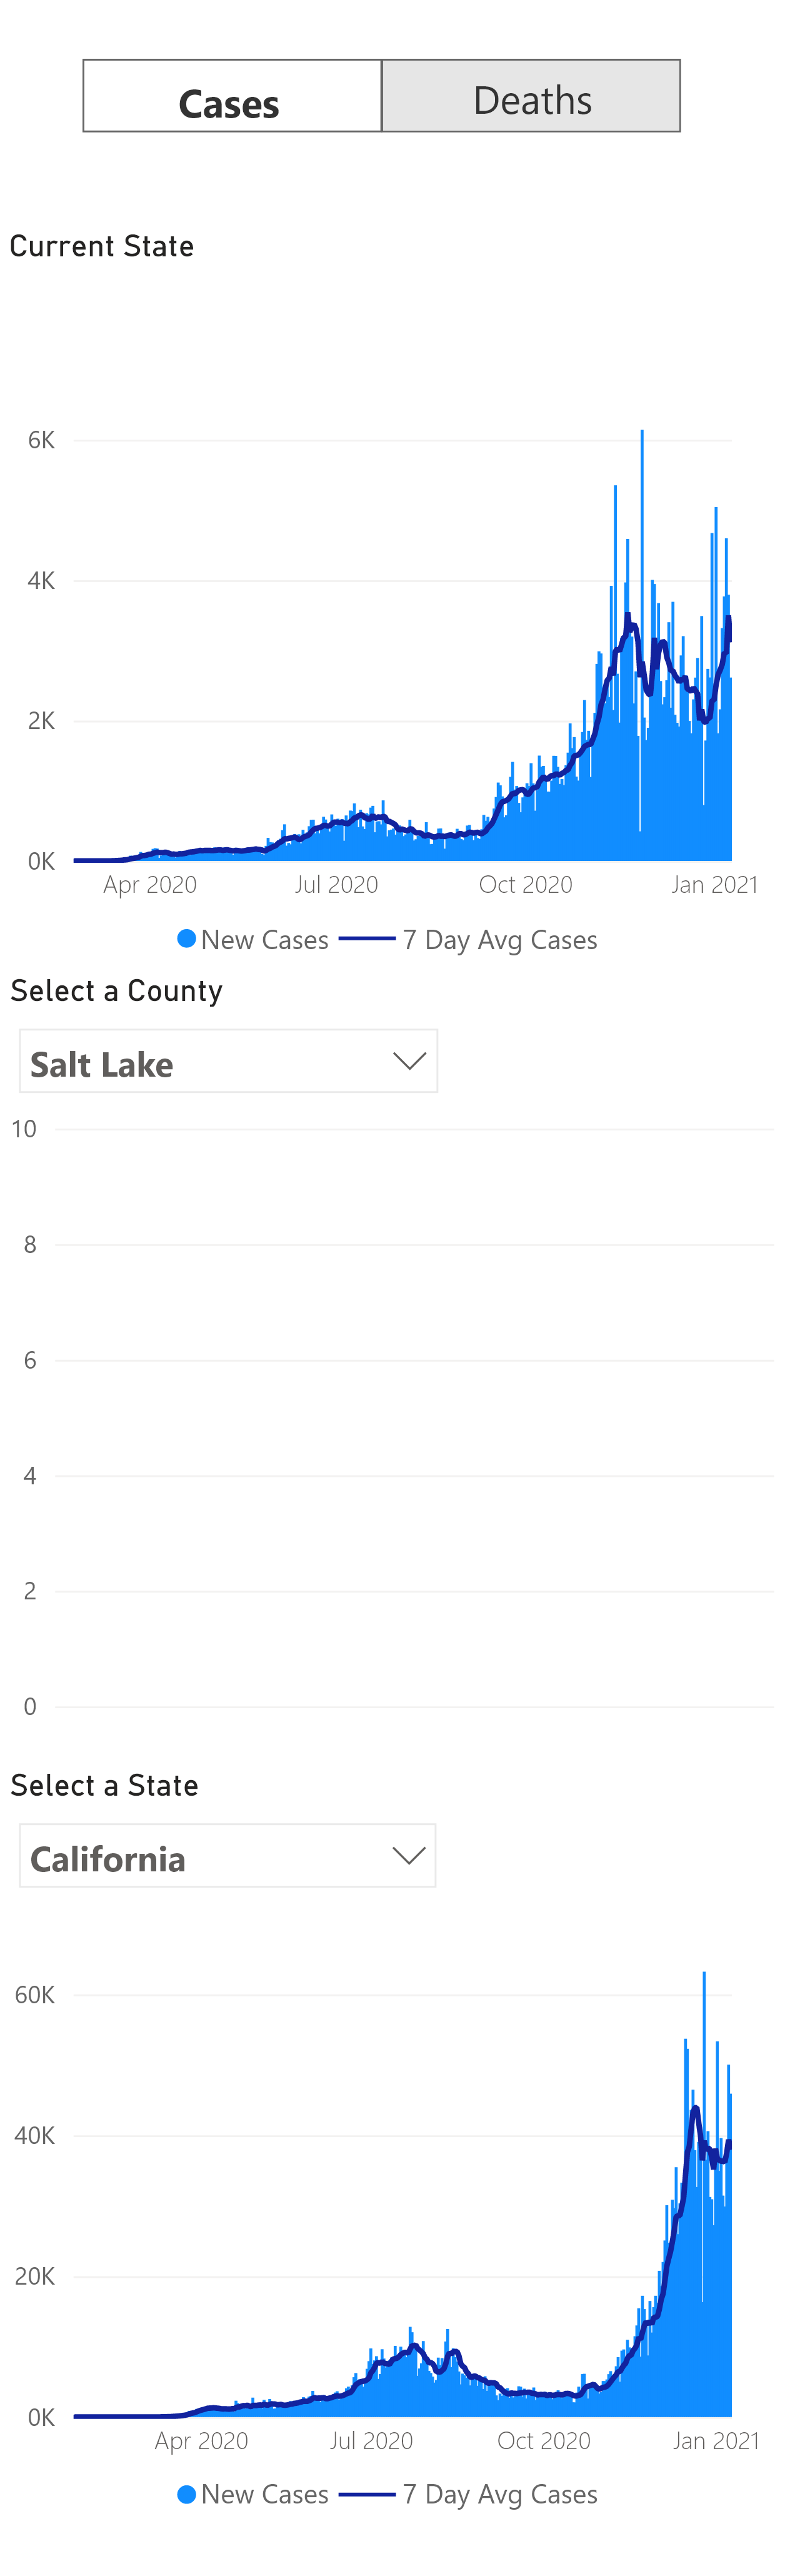 Cases Deaths
Current State
6K
4K
2K
0K
Apr 2020 Jul 2020 Oct 2020 Jan 2021
New Cases 7 Day Avg Cases
Select a County
Salt Lake
10
8
6
4
2
0
Select a State
California
60K
40K
20K
0K
Apr 2020 Jul 2020 Oct 2020 Jan 2021
New Cases 7 Day Avg Cases